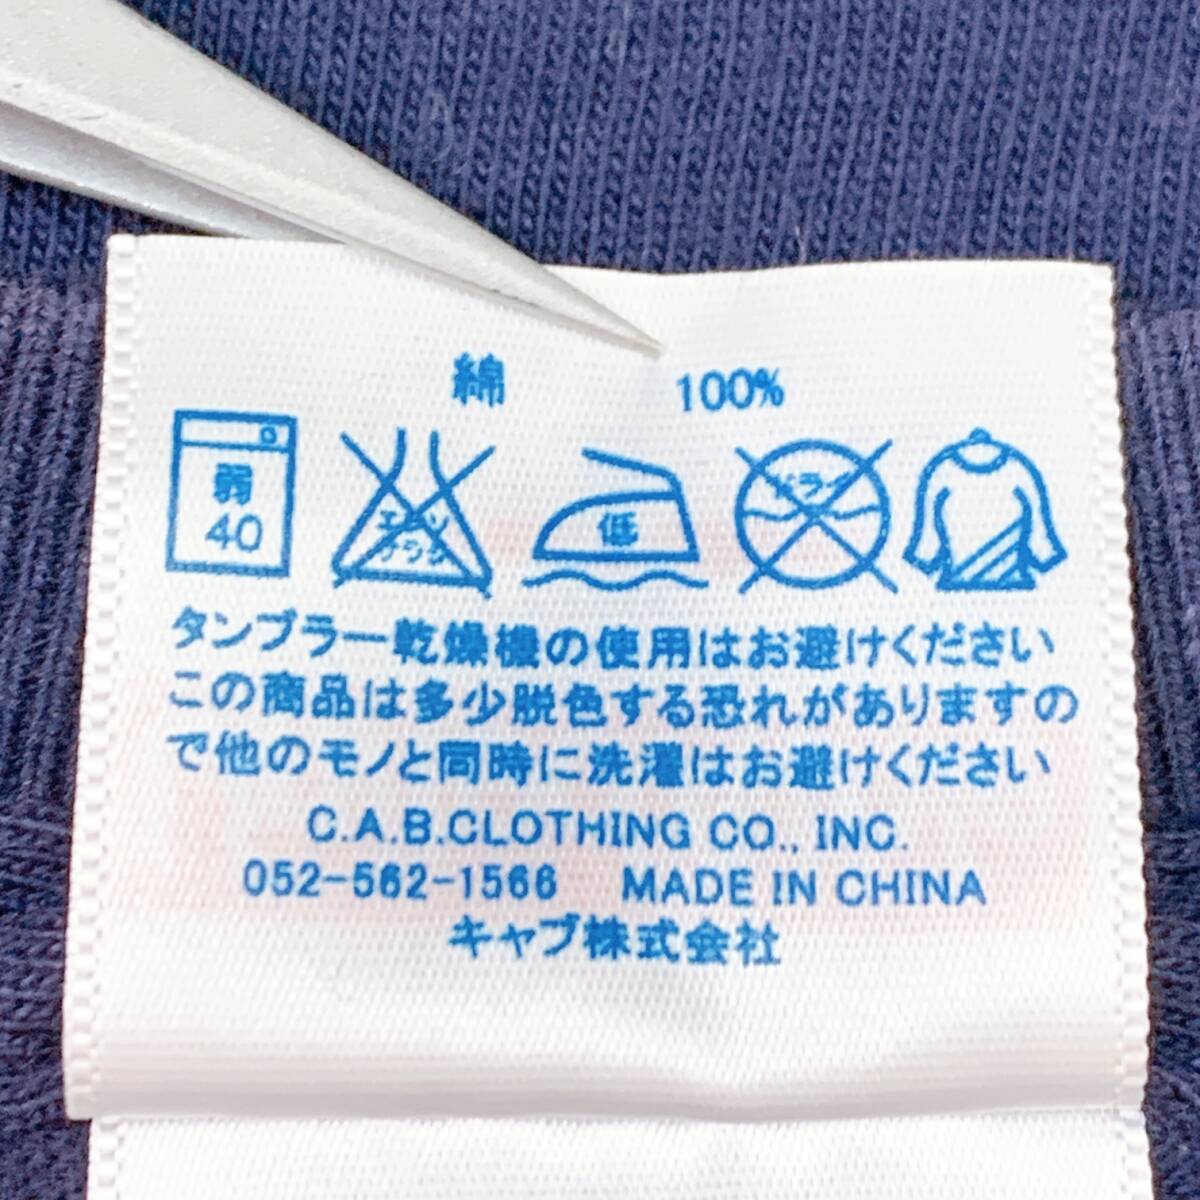 綿 100%
弱 40 エンソサラシ 低 ドライ
タンブラー乾燥機の使用はお避けください
この商品は多少脱色する恐れがありますの
で他のモノと同時に洗濯はお避けください
C.A.B.CLOTHING CO., INC.
052-562-1566 MADE IN CHINA
キャブ株式会社